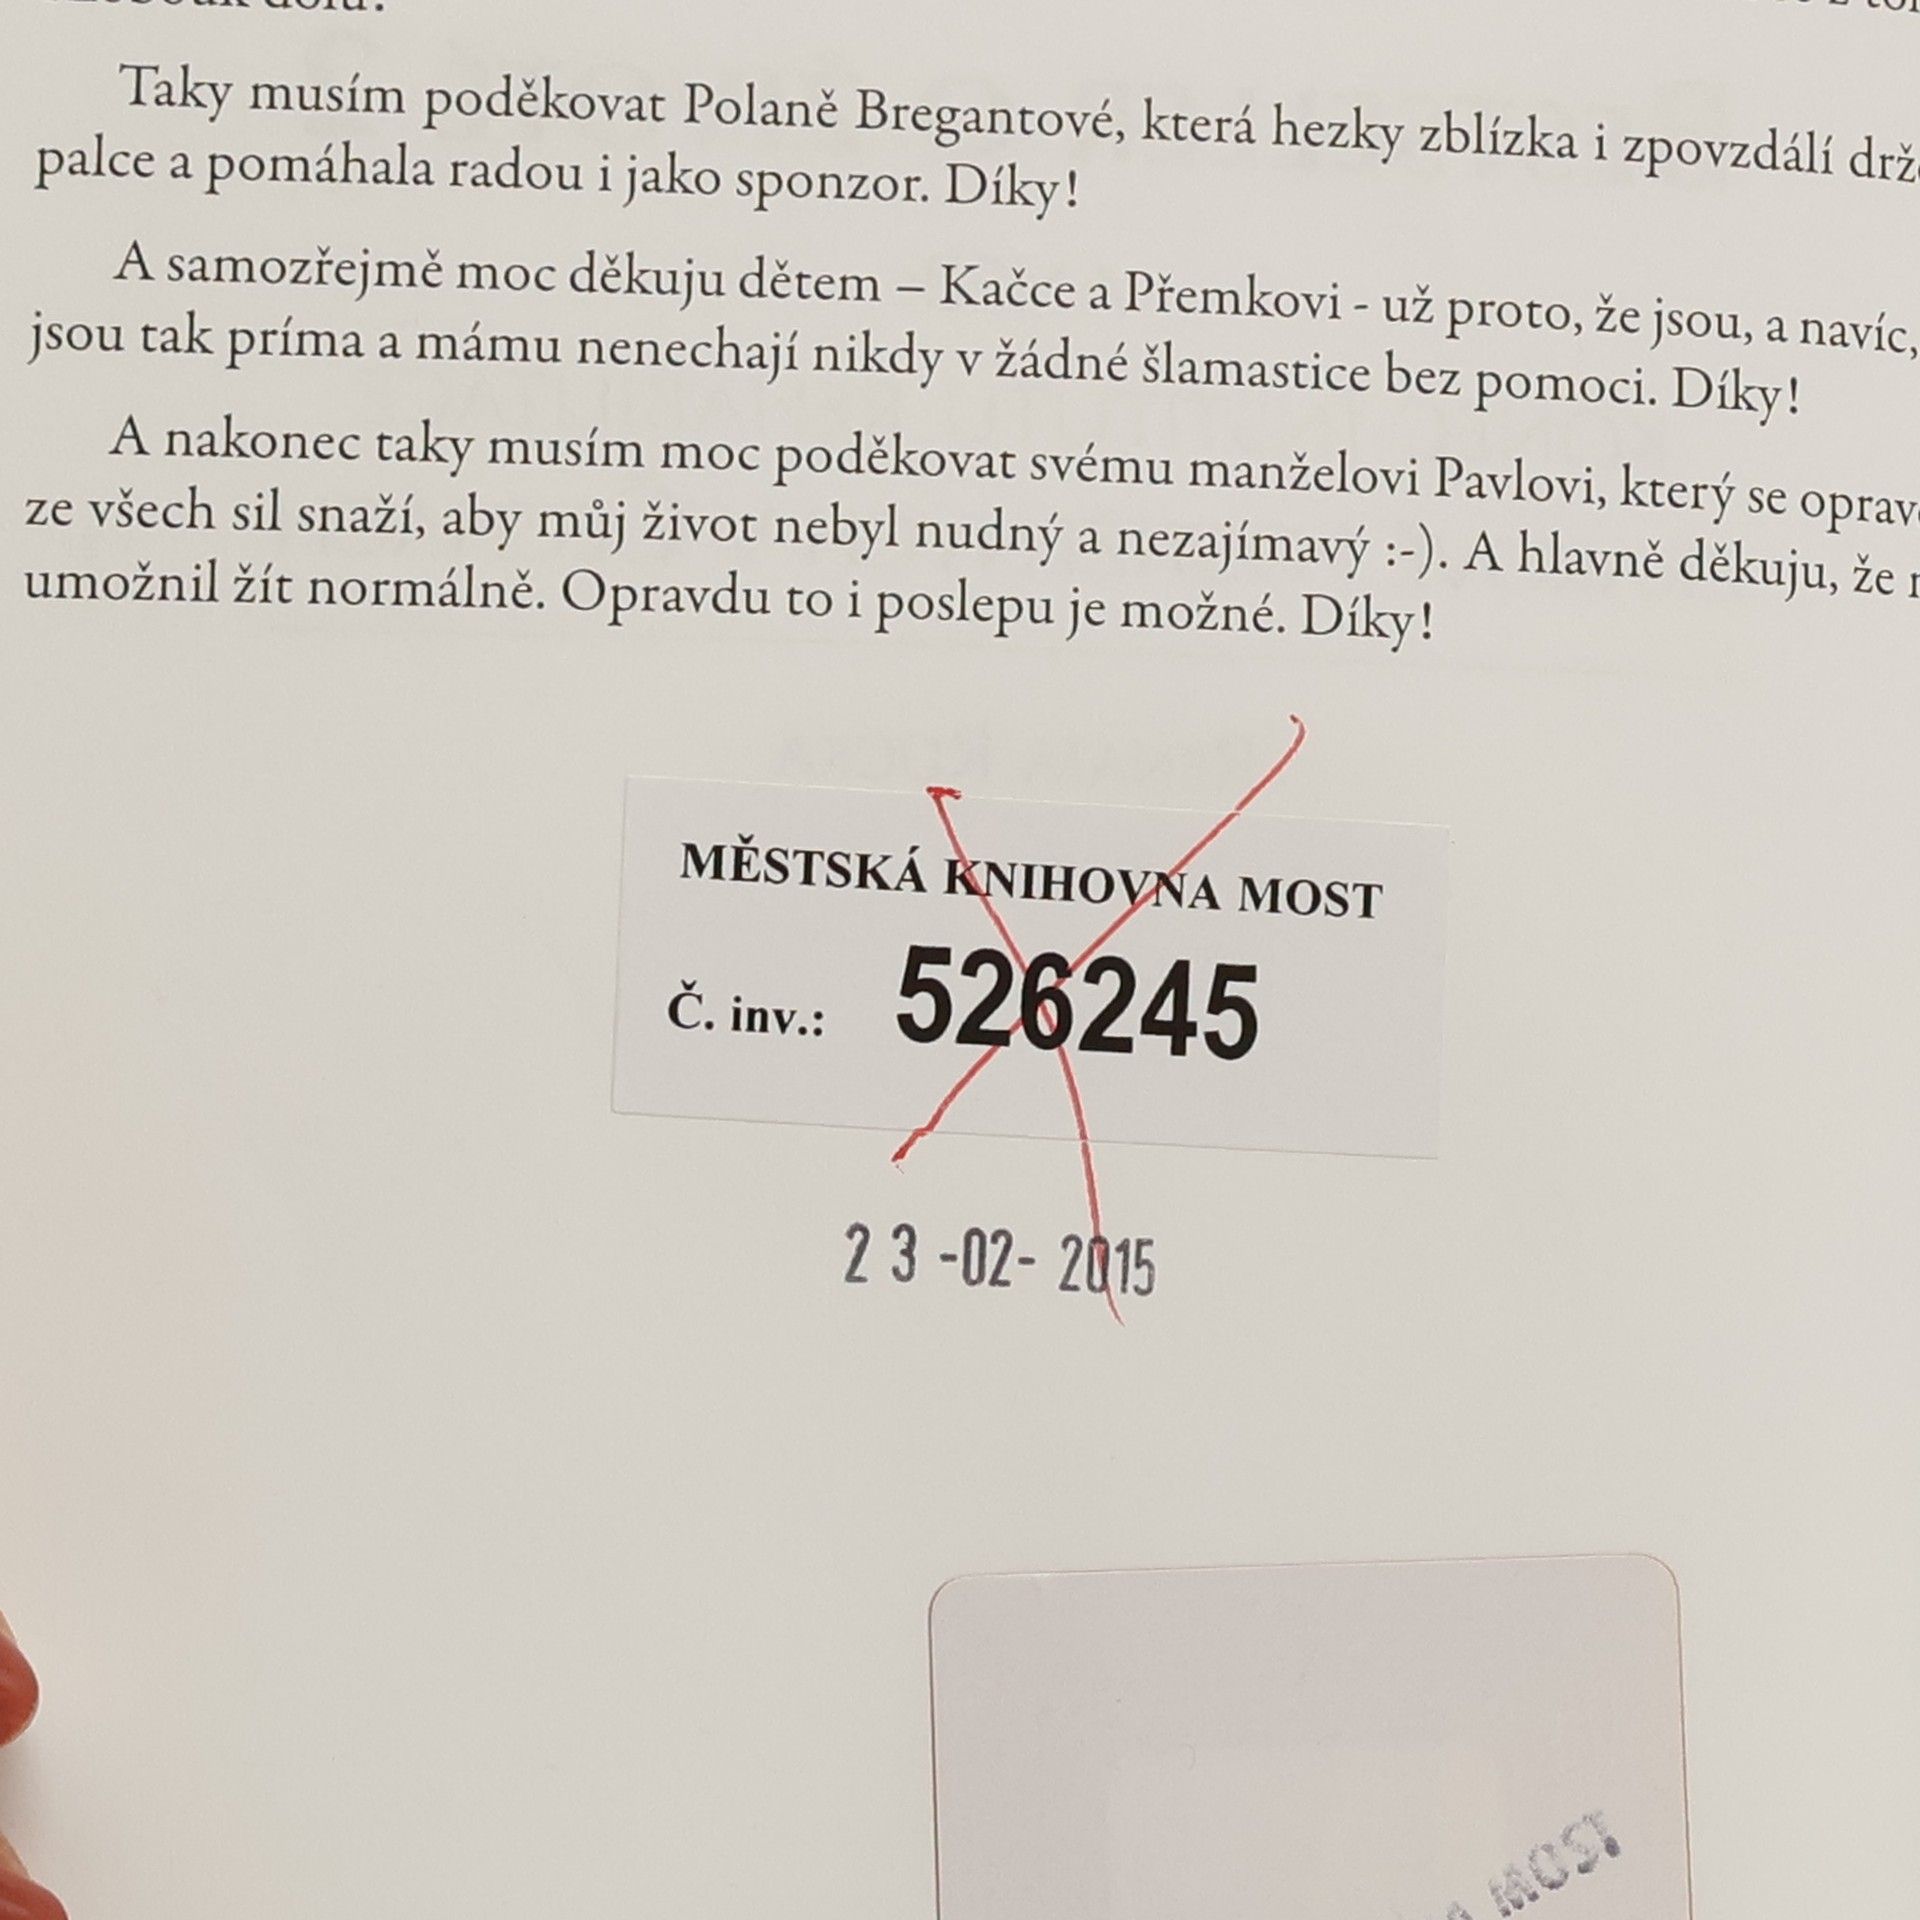 dolů!
Taky musím poděkovat Polaně Bregantové, která hezky zblízka i zpovzdálí
palce a pomáhala radou i jako sponzor. Díky!
A samozřejmě moc děkuju dětem – Kačce a Přemkovi - už proto, že jsou, a navíc,
jsou tak príma a mámu nenechají nikdy v žádné šlamastice bez pomoci. Díky!
A nakonec taky musím moc poděkovat svému manželovi Pavlovi, který se
ze všech sil snaží, aby můj život nebyl nudný a nezajímavý :-). A hlavně děkuju, že
umožnil žít normálně. Opravdu to i poslepu je možné. Díky!
MĚSTSKÁ KNIHOVNA MOST
Č. inv.: 526245
23 -02- 2015
MOST